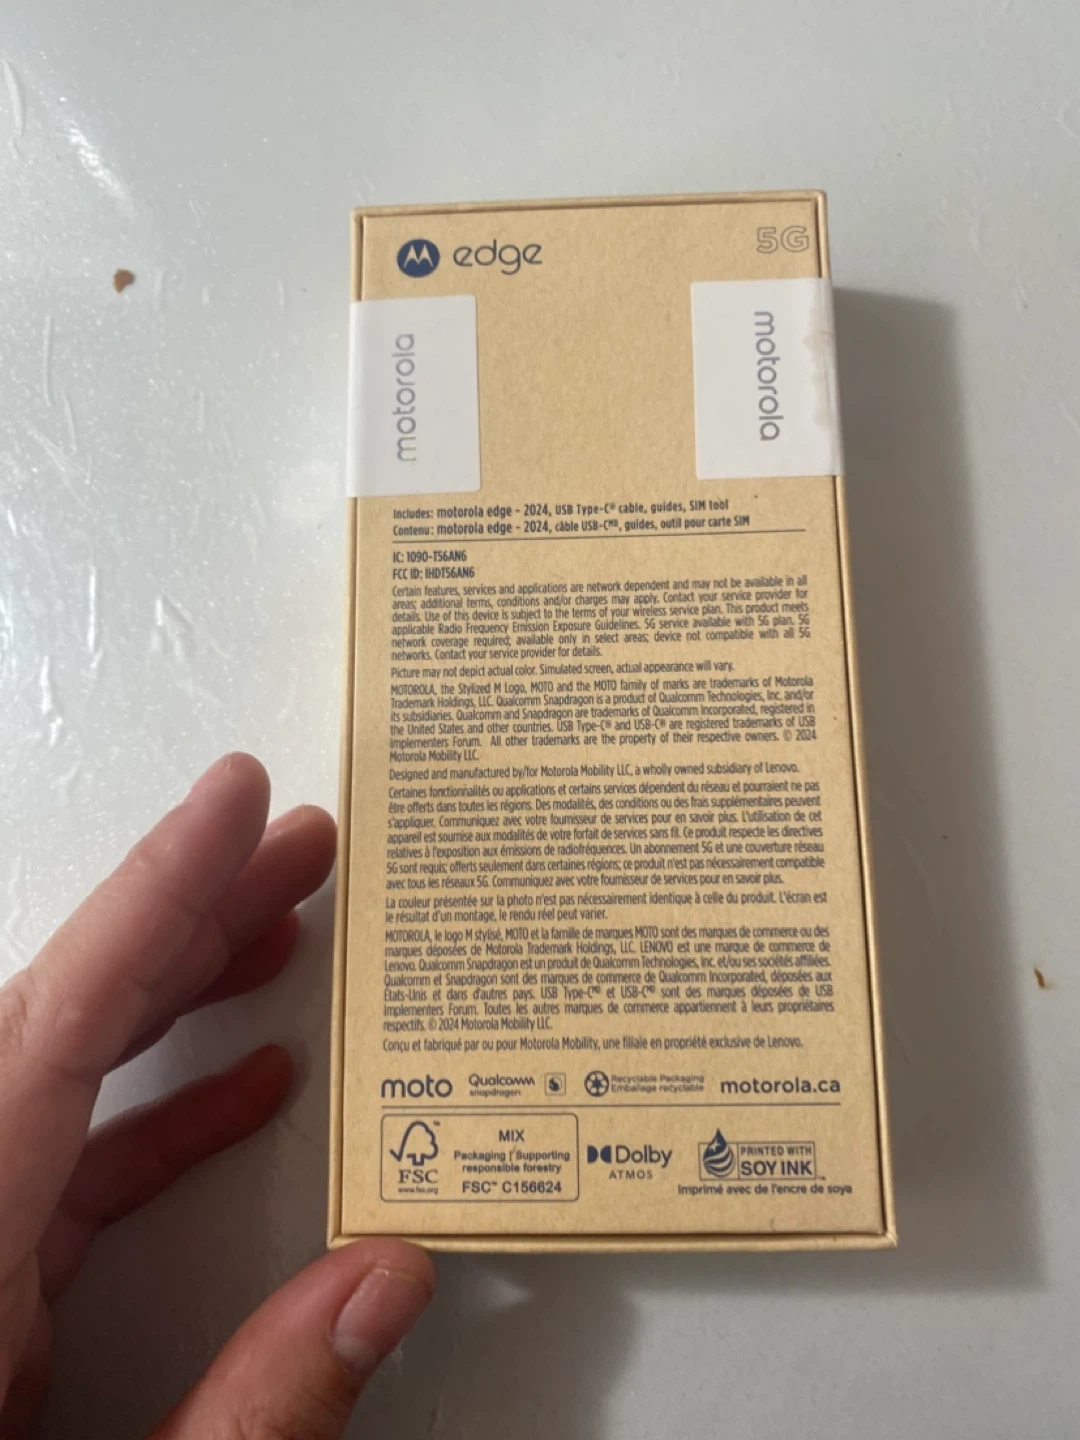 edge
5G
motorola
motorola
Includes: motorola edge - 2024, USB Type-C® cable, guides, SIM tool
Contenu: motorola edge - 2024, câble USB-Cᴹᴰ, guides, outil pour carte SIM
IC: 1090-T56AN6
FCC ID: IHDT56AN6
Certain features, services and applications are network dependent and may not be available in all
areas; additional terms, conditions and/or charges may apply. Contact your service provider for
details. Use of this device is subject to the terms of your wireless service plan. This product meets
applicable Radio Frequency Emission Exposure Guidelines. 5G service available with 5G plan. 5G
network coverage required; available only in select areas; device not compatible with all 5G
networks. Contact your service provider for details.
Picture may not depict actual color. Simulated screen, actual appearance will vary.
MOTOROLA, the Stylized M Logo, MOTO and the MOTO family of marks are trademarks of Motorola
Trademark Holdings, LLC. Qualcomm Snapdragon is a product of Qualcomm Technologies, Inc. and/or
its subsidiaries. Qualcomm and Snapdragon are trademarks of Qualcomm Incorporated, registered in
the United States and other countries. USB Type-C® and USB-C® are registered trademarks of USB
Implementers Forum. All other trademarks are the property of their respective owners. © 2024
Motorola Mobility LLC.
Designed and manufactured by/for Motorola Mobility LLC, a wholly owned subsidiary of Lenovo.
Certaines fonctionnalités ou applications et certains services dépendent du réseau et pourraient ne pas
être offerts dans toutes les régions. Des modalités, des conditions ou des frais supplémentaires peuvent
s'appliquer. Communiquez avec votre fournisseur de services pour en savoir plus. L'utilisation de cet
appareil est soumise aux modalités de votre forfait de services sans fil. Ce produit respecte les directives
relatives à l'exposition aux émissions de radiofréquences. Un abonnement 5G et une couverture réseau
5G sont requis; offerts seulement dans certaines régions; ce produit n'est pas nécessairement compatible
avec tous les réseaux 5G. Communiquez avec votre fournisseur de services pour en savoir plus.
La couleur présentée sur la photo n'est pas nécessairement identique à celle du produit. L'écran est
le résultat d'un montage, le rendu réel peut varier.
MOTOROLA, le logo M stylisé, MOTO et la famille de marques MOTO sont des marques de commerce ou des
marques déposées de Motorola Trademark Holdings, LLC. LENOVO est une marque de commerce de
Lenovo. Qualcomm Snapdragon est un produit de Qualcomm Technologies, Inc. et/ou ses sociétés affiliées.
Qualcomm et Snapdragon sont des marques de commerce de Qualcomm Incorporated, déposées aux
États-Unis et dans d'autres pays. USB Type-Cᴹᴰ et USB-Cᴹᴰ sont des marques déposées de USB
Implementers Forum. Toutes les autres marques de commerce appartiennent à leurs propriétaires
respectifs. © 2024 Motorola Mobility LLC.
Conçu et fabriqué par ou pour Motorola Mobility, une filiale en propriété exclusive de Lenovo.
moto
Qualcomm
snapdragon
Recyclable Packaging
Emballage recyclable
motorola.ca
FSC
www.fsc.org
MIX
Packaging | Supporting
responsible forestry
FSC™ C156624
Dolby
ATMOS
PRINTED WITH
SOY INK™
Imprimé avec de l'encre de soya